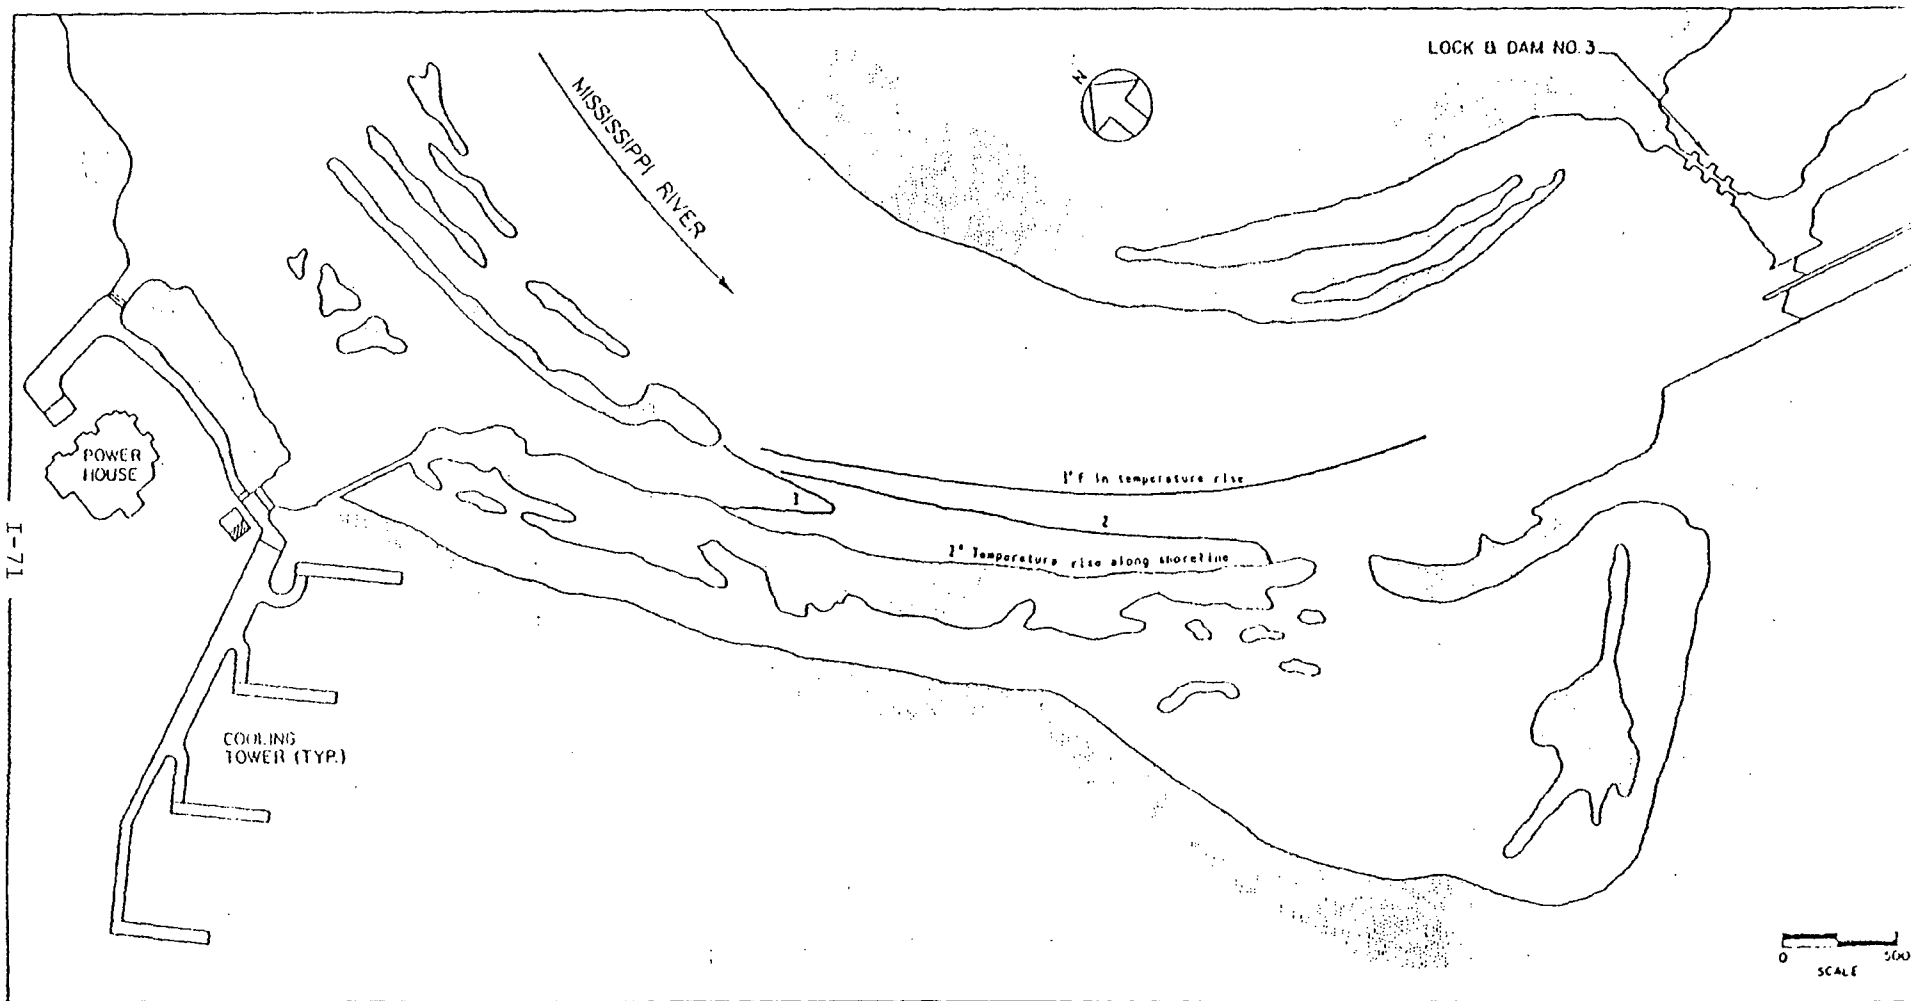 LOCK & DAM NO. 3
N
MISSISSIPPI RIVER
POWER
HOUSE
1° f in temperature rise
3
2
2° Temperature rise along shoreline
I-71
COOLING
TOWER (TYP.)
0 500
SCALE